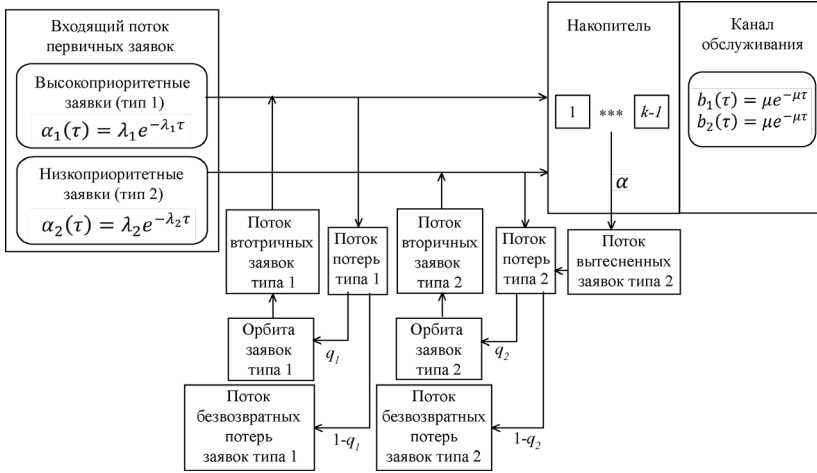 Входящий поток
первичных заявок
Высокоприоритетные
заявки (тип 1)
α₁(τ) = λ₁e^{-λ₁τ}
Низкоприоритетные
заявки (тип 2)
α₂(τ) = λ₂e^{-λ₂τ}
Накопитель
1 *** k-1
α
Канал
обслуживания
b₁(τ) = μe^{-μτ}
b₂(τ) = μe^{-μτ}
Поток
втотричных
заявок
типа 1
Поток
потерь
типа 1
Поток
вторичных
заявок
типа 2
Поток
потерь
типа 2
Поток
вытесненных
заявок типа 2
Орбита
заявок
типа 1
q₁
Орбита
заявок
типа 2
q₂
Поток
безвозвратных
потерь
заявок типа 1
1-q₁
Поток
безвозвратных
потерь
заявок типа 2
1-q₂